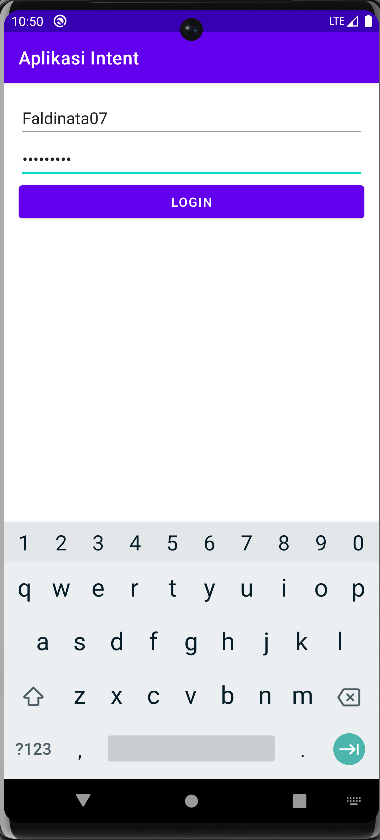 10:50 LTE
Aplikasi Intent
Faldinata07
•••••••••
LOGIN
1 2 3 4 5 6 7 8 9 0
q w e r t y u i o p
a s d f g h j k l
z x c v b n m
?123 , .